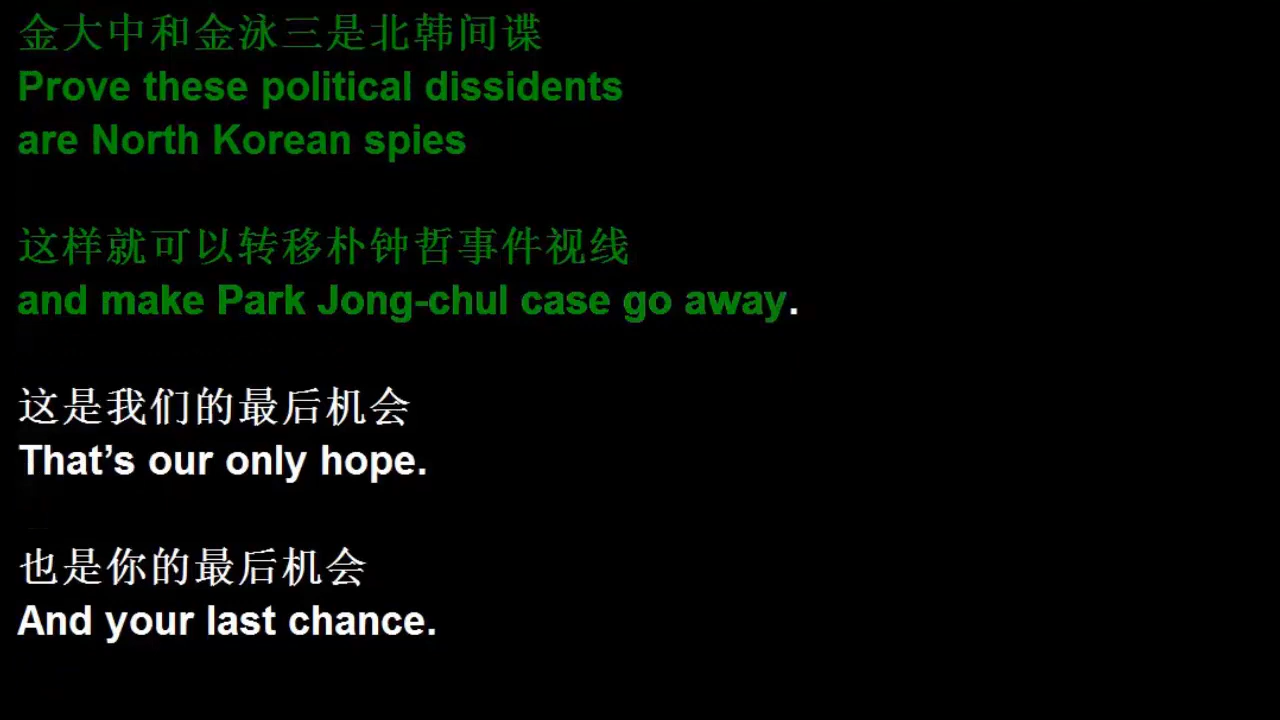 金大中和金泳三是北韩间谍
Prove these political dissidents
are North Korean spies
这样就可以转移朴钟哲事件视线
and make Park Jong-chul case go away.
这是我们的最后机会
That’s our only hope.
也是你的最后机会
And your last chance.